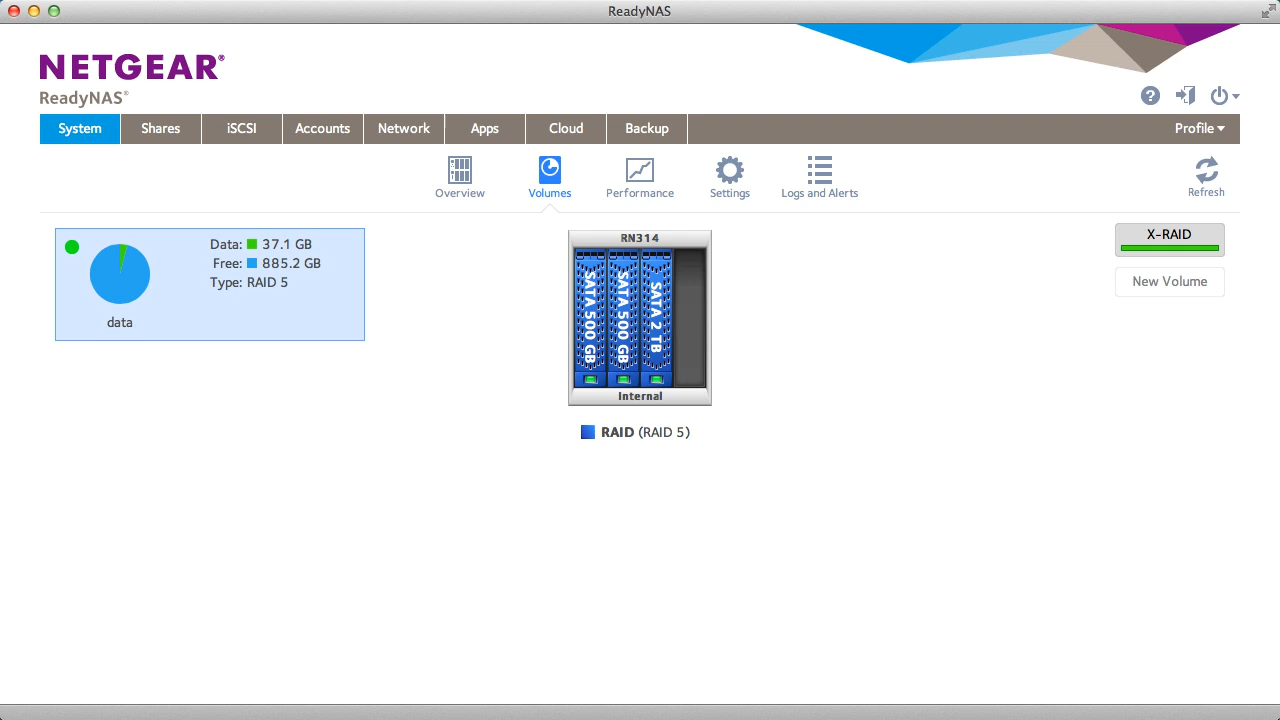 ReadyNAS
NETGEAR®
ReadyNAS®
System Shares iSCSI Accounts Network Apps Cloud Backup Profile
Overview Volumes Performance Settings Logs and Alerts Refresh
Data: 37.1 GB
Free: 885.2 GB
Type: RAID 5
data
RN314
SATA 500 GB
SATA 500 GB
SATA 2 TB
Internal
RAID (RAID 5)
X-RAID
New Volume